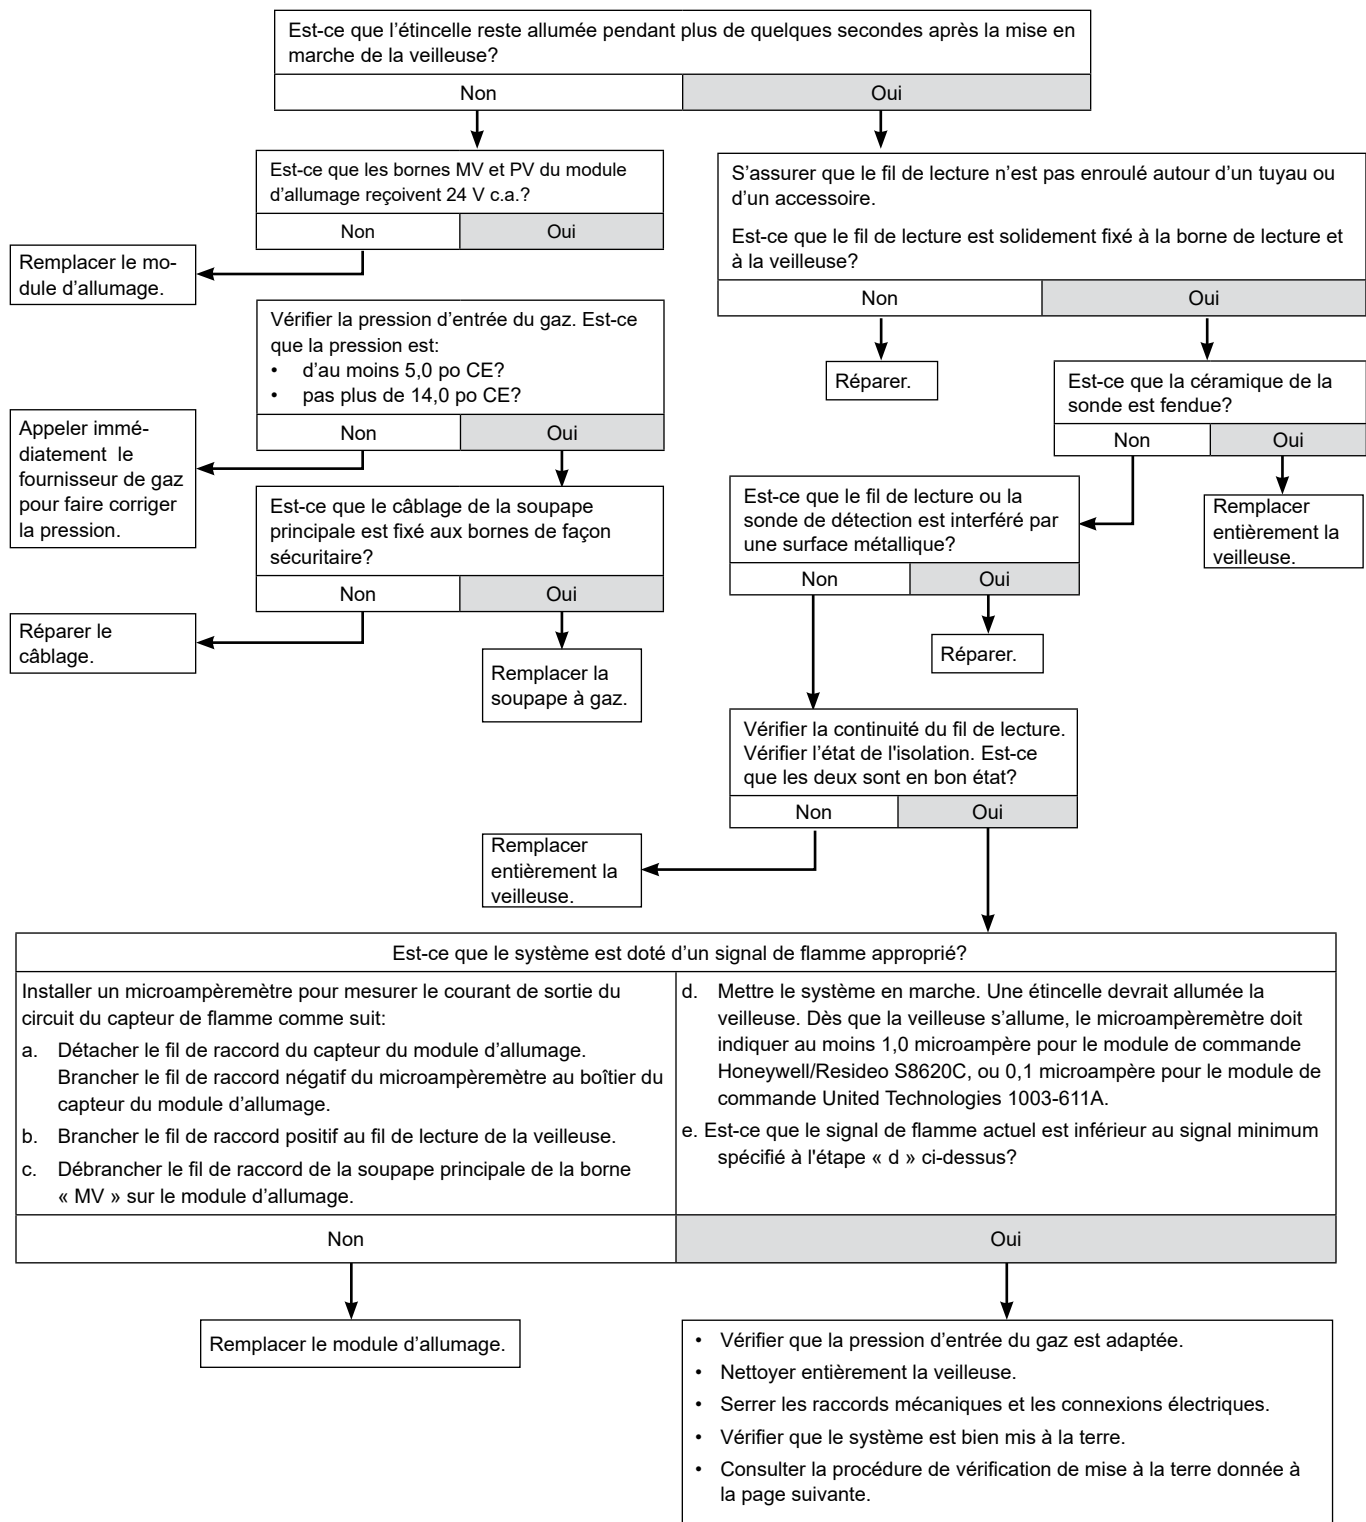 Est-ce que l’étincelle reste allumée pendant plus de quelques secondes après la mise en
marche de la veilleuse?
Non
Oui
Est-ce que les bornes MV et PV du module
d’allumage reçoivent 24 V c.a.?
Non
Oui
Remplacer le mo-
dule d’allumage.
Vérifier la pression d’entrée du gaz. Est-ce
que la pression est:
• d’au moins 5,0 po CE?
• pas plus de 14,0 po CE?
Non
Oui
Appeler immé-
diatement le
fournisseur de gaz
pour faire corriger
la pression.
Est-ce que le câblage de la soupape
principale est fixé aux bornes de façon
sécuritaire?
Non
Oui
Réparer le
câblage.
Remplacer la
soupape à gaz.
S’assurer que le fil de lecture n’est pas enroulé autour d’un tuyau ou
d’un accessoire.
Est-ce que le fil de lecture est solidement fixé à la borne de lecture et
à la veilleuse?
Non
Oui
Réparer.
Est-ce que la céramique de la
sonde est fendue?
Non
Oui
Remplacer
entièrement la
veilleuse.
Est-ce que le fil de lecture ou la
sonde de détection est interféré par
une surface métallique?
Non
Oui
Réparer.
Vérifier la continuité du fil de lecture.
Vérifier l’état de l'isolation. Est-ce
que les deux sont en bon état?
Non
Oui
Remplacer
entièrement la
veilleuse.
Est-ce que le système est doté d’un signal de flamme approprié?
Installer un microampèremètre pour mesurer le courant de sortie du
circuit du capteur de flamme comme suit:
a. Détacher le fil de raccord du capteur du module d’allumage.
Brancher le fil de raccord négatif du microampèremètre au boîtier du
capteur du module d’allumage.
b. Brancher le fil de raccord positif au fil de lecture de la veilleuse.
c. Débrancher le fil de raccord de la soupape principale de la borne
« MV » sur le module d’allumage.
d. Mettre le système en marche. Une étincelle devrait allumée la
veilleuse. Dès que la veilleuse s’allume, le microampèremètre doit
indiquer au moins 1,0 microampère pour le module de commande
Honeywell/Resideo S8620C, ou 0,1 microampère pour le module de
commande United Technologies 1003-611A.
e. Est-ce que le signal de flamme actuel est inférieur au signal minimum
spécifié à l'étape « d » ci-dessus?
Non
Oui
Remplacer le module d’allumage.
• Vérifier que la pression d’entrée du gaz est adaptée.
• Nettoyer entièrement la veilleuse.
• Serrer les raccords mécaniques et les connexions électriques.
• Vérifier que le système est bien mis à la terre.
• Consulter la procédure de vérification de mise à la terre donnée à
la page suivante.